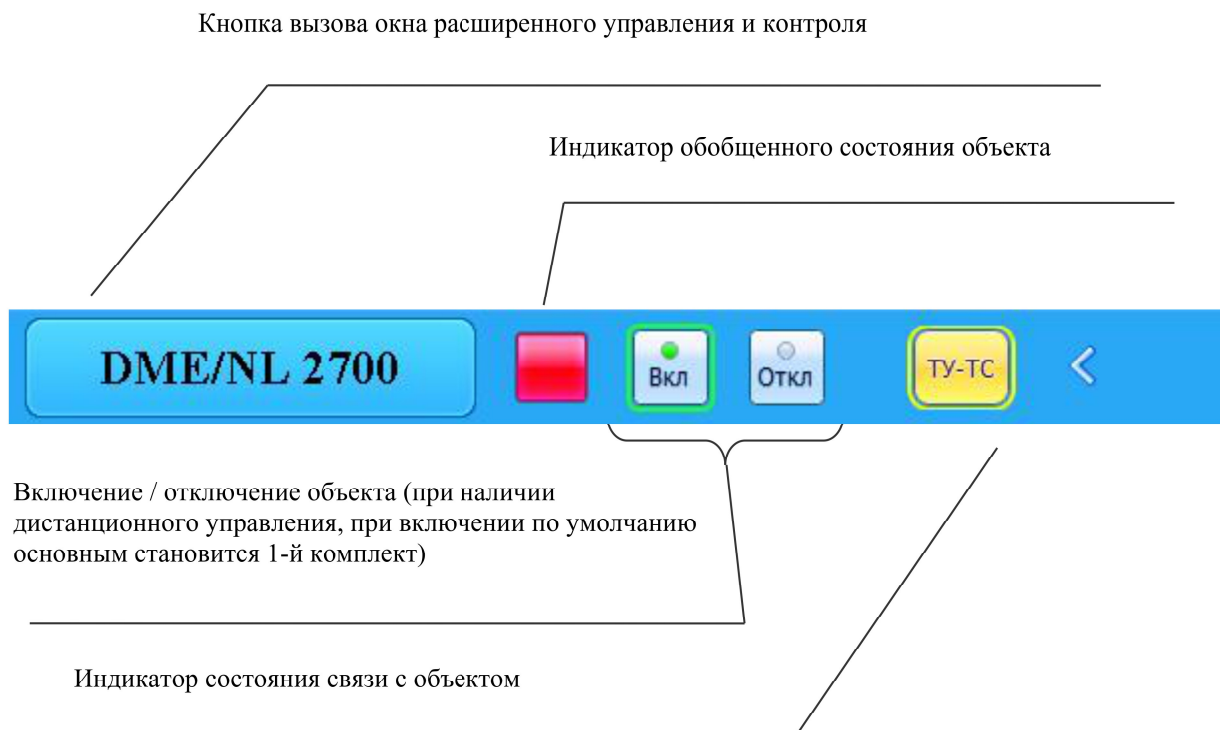 Кнопка вызова окна расширенного управления и контроля
Индикатор обобщенного состояния объекта
DME/NL 2700
Вкл
Откл
ТУ-ТС
Включение / отключение объекта (при наличии
дистанционного управления, при включении по умолчанию
основным становится 1-й комплект)
Индикатор состояния связи с объектом